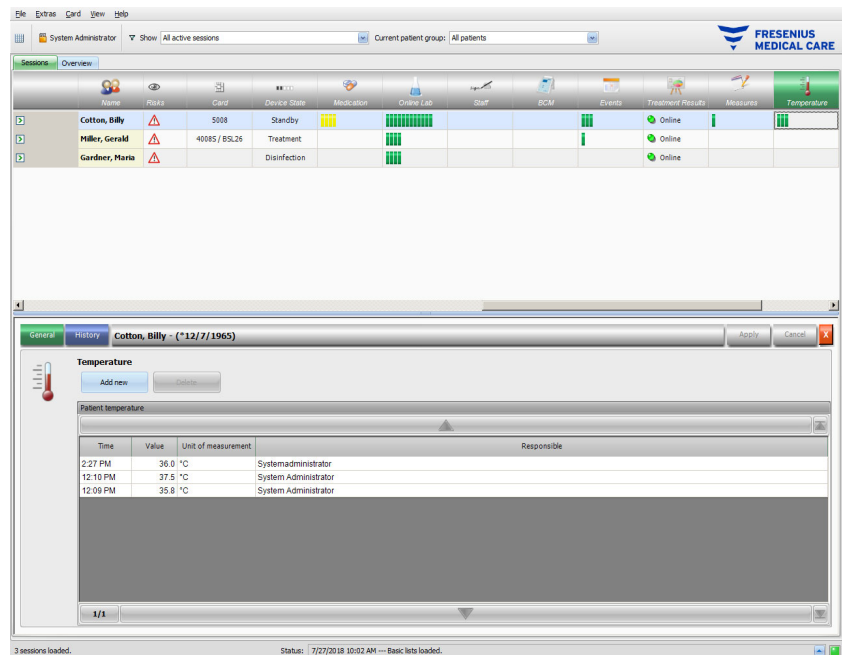 File Extras Card View Help
System Administrator Show All active sessions Current patient group: All patients
FRESENIUS
MEDICAL CARE
Sessions Overview
Name Risks Card Device State Medication Online Lab Staff BCM Events Treatment Results Measures Temperature
Cotton, Billy 5008 Standby Online
Miller, Gerald 4008S / BSL26 Treatment Online
Gardner, Maria Disinfection Online
General History Cotton, Billy - (*12/7/1965) Apply Cancel X
Temperature
Add new Delete
Patient temperature
Time Value Unit of measurement Responsible
2:27 PM 36.0 °C Systemadministrator
12:10 PM 37.5 °C System Administrator
12:09 PM 35.8 °C System Administrator
1/1
3 sessions loaded. Status: 7/27/2018 10:02 AM --- Basic lists loaded.